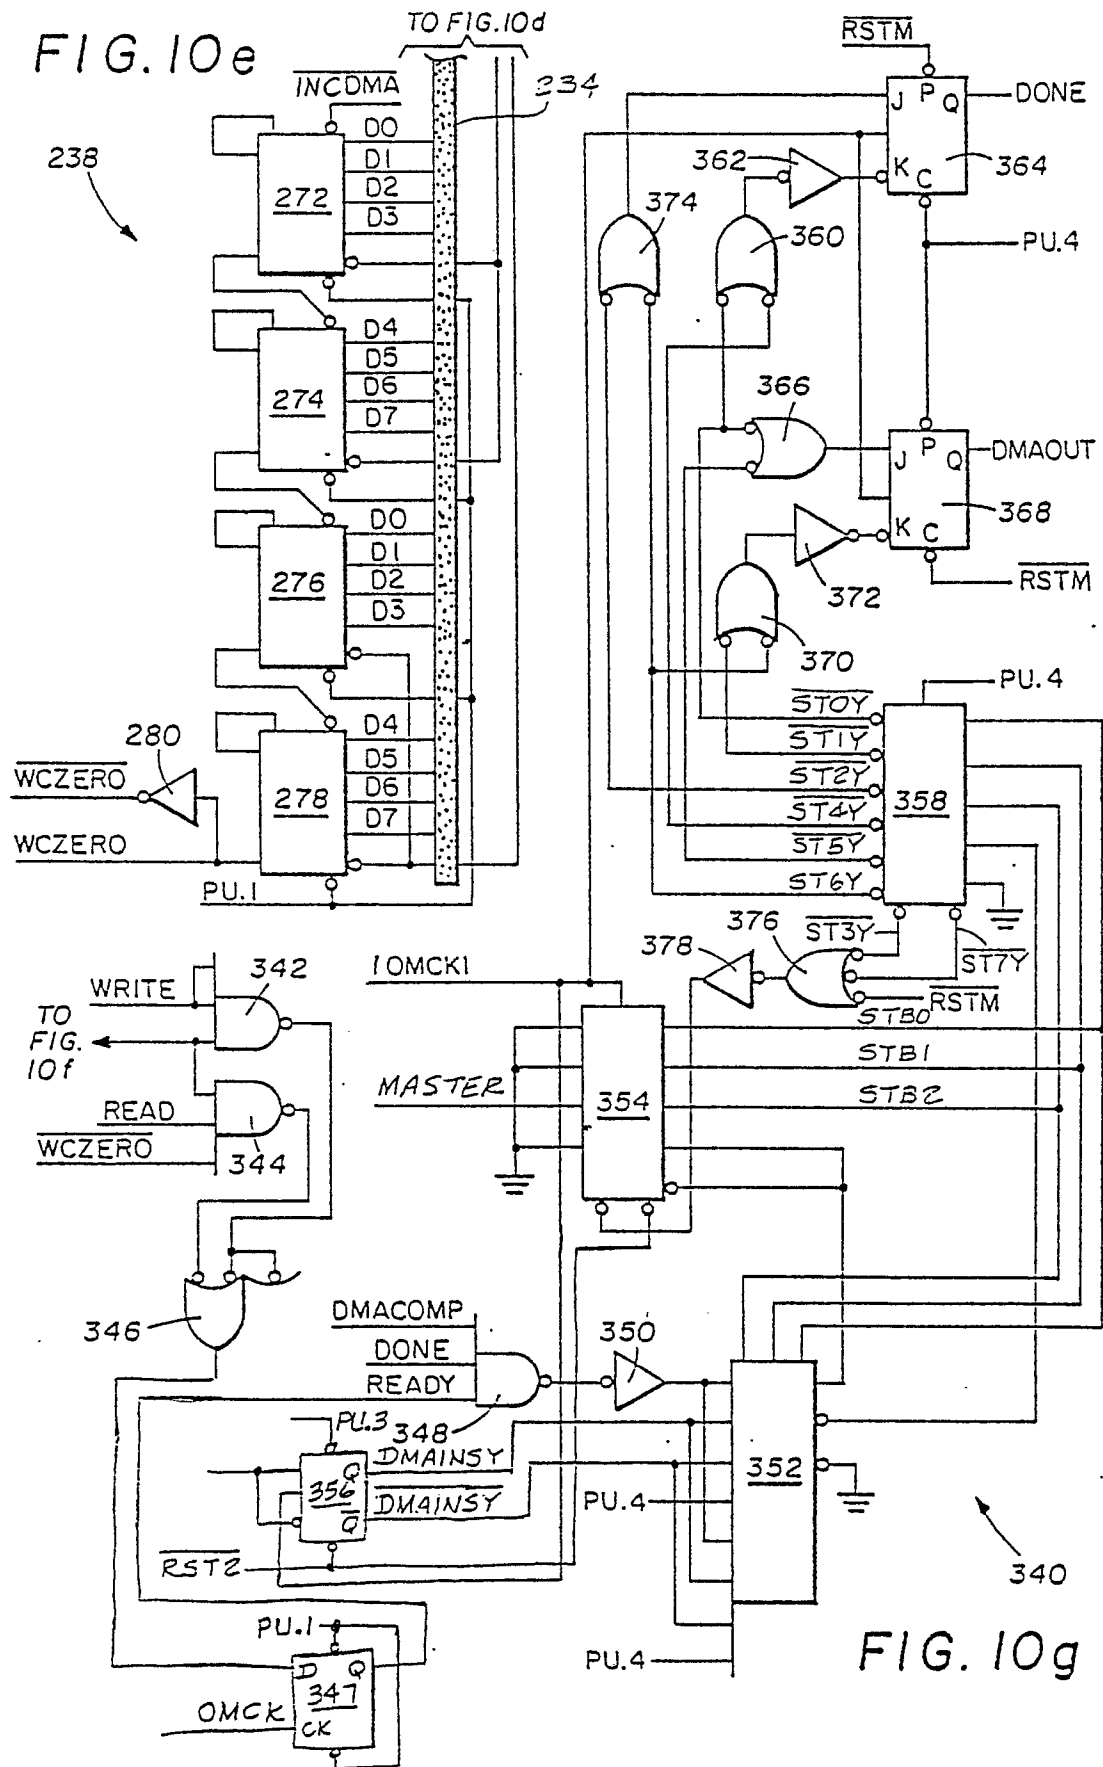 FIG. 10e
TO FIG. 10d
INCDMA
234
238
D0
D1
D2
D3
272
D4
D5
D6
D7
274
D0
D1
D2
D3
276
D4
D5
D6
D7
278
280
WCZERO
WCZERO
PU.1
RSTM
J
P
Q
DONE
K
C
364
362
374
360
PU.4
366
J
P
Q
DMAOUT
K
C
368
372
RSTM
370
PU.4
ST0Y
ST1Y
ST2Y
ST4Y
ST5Y
ST6Y
358
376
ST3Y
ST7Y
378
RSTM
IOMCK1
STB0
STB1
STB2
MASTER
354
WRITE
342
TO
FIG.
10f
READ
WCZERO
344
346
DMACOMP
DONE
READY
348
350
PU.3
356
Q
Q
DMAINSY
DMAINSY
352
PU.4
RST2
340
PU.4
PU.1
D
Q
347
OMCK
CK
FIG. 10g